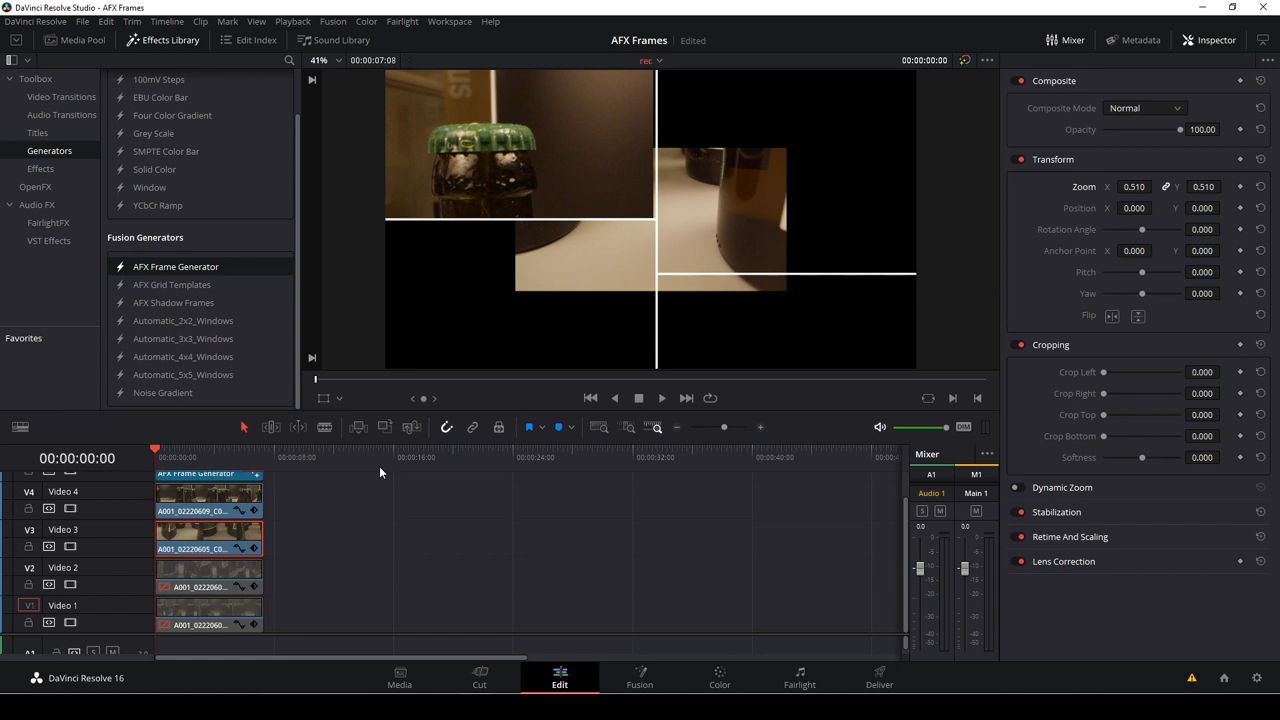 DaVinci Resolve Studio - AFX Frames
DaVinci Resolve File Edit Trim Timeline Clip Mark View Playback Fusion Color Fairlight Workspace Help
Media Pool Effects Library Edit Index Sound Library AFX Frames Edited Mixer Metadata Inspector
41% 00:00:07:08 rec 00:00:00:00
Toolbox
Video Transitions
Audio Transitions
Titles
Generators
Effects
OpenFX
Audio FX
FairlightFX
VST Effects
Favorites
100mV Steps
EBU Color Bar
Four Color Gradient
Grey Scale
SMPTE Color Bar
Solid Color
Window
YCbCr Ramp
Fusion Generators
AFX Frame Generator
AFX Grid Templates
AFX Shadow Frames
Automatic_2x2_Windows
Automatic_3x3_Windows
Automatic_4x4_Windows
Automatic_5x5_Windows
Noise Gradient
Composite
Composite Mode Normal
Opacity 100.00
Transform
Zoom X 0.510 Y 0.510
Position X 0.000 Y 0.000
Rotation Angle 0.000
Anchor Point X 0.000 Y 0.000
Pitch 0.000
Yaw 0.000
Flip
Cropping
Crop Left 0.000
Crop Right 0.000
Crop Top 0.000
Crop Bottom 0.000
Softness 0.000
Dynamic Zoom
Stabilization
Retime And Scaling
Lens Correction
DIM
00:00:00:00
00:00:00:00 00:00:08:00 00:00:16:00 00:00:24:00 00:00:32:00 00:00:40:00
AFX Frame Generator
V4 Video 4
A001_02220609_C0...
V3 Video 3
A001_02220605_C0...
V2 Video 2
A001_0222060...
V1 Video 1
A001_0222060...
A1 S M
Mixer
A1 M1
Audio 1 Main 1
S M M
0.0 0.0
DaVinci Resolve 16
Media Cut Edit Fusion Color Fairlight Deliver